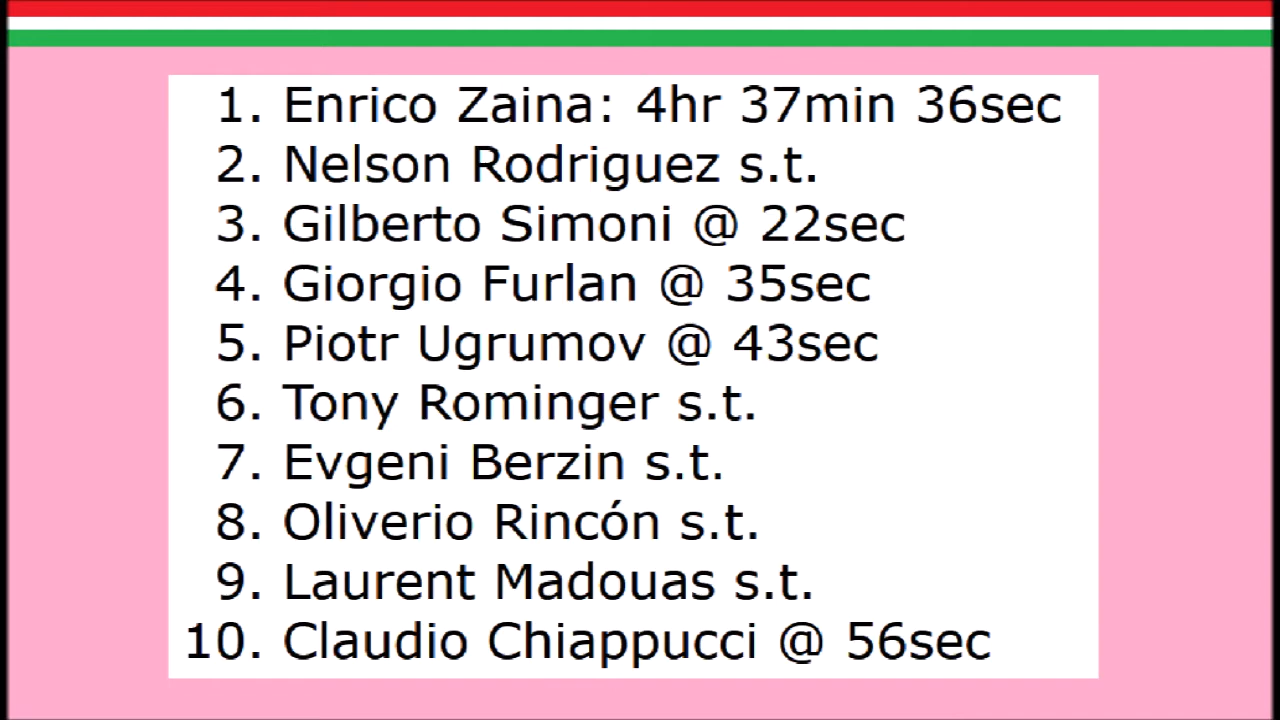 1. Enrico Zaina: 4hr 37min 36sec
2. Nelson Rodriguez s.t.
3. Gilberto Simoni @ 22sec
4. Giorgio Furlan @ 35sec
5. Piotr Ugrumov @ 43sec
6. Tony Rominger s.t.
7. Evgeni Berzin s.t.
8. Oliverio Rincón s.t.
9. Laurent Madouas s.t.
10. Claudio Chiappucci @ 56sec